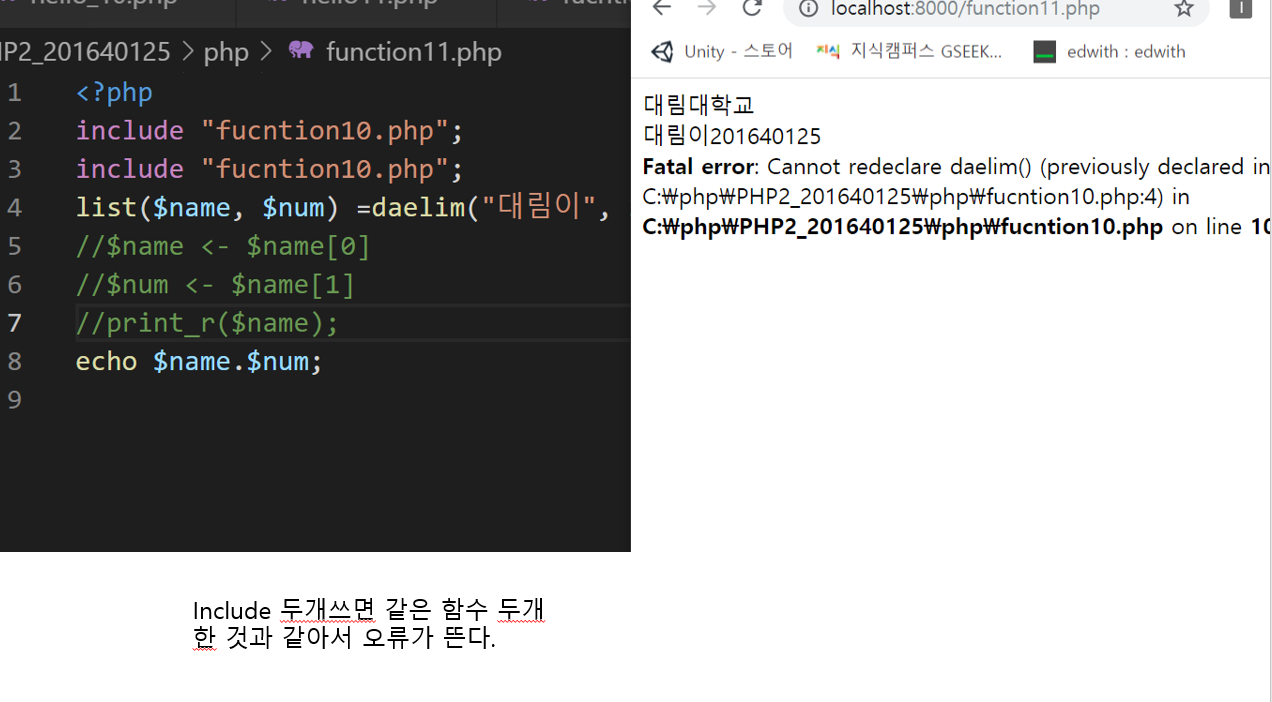 PHP2_201640125 > php > function11.php
1 <?php
2 include "fucntion10.php";
3 include "fucntion10.php";
4 list($name, $num) =daelim("대림이",
5 //$name <- $name[0]
6 //$num <- $name[1]
7 //print_r($name);
8 echo $name.$num;
9
localhost:8000/function11.php
Unity - 스토어 지식 지식캠퍼스 GSEEK... edwith : edwith
대림대학교
대림이201640125
Fatal error: Cannot redeclare daelim() (previously declared in
C:₩php₩PHP2_201640125₩php₩fucntion10.php:4) in
C:₩php₩PHP2_201640125₩php₩fucntion10.php on line 10
Include 두개쓰면 같은 함수 두개
한 것과 같아서 오류가 뜬다.